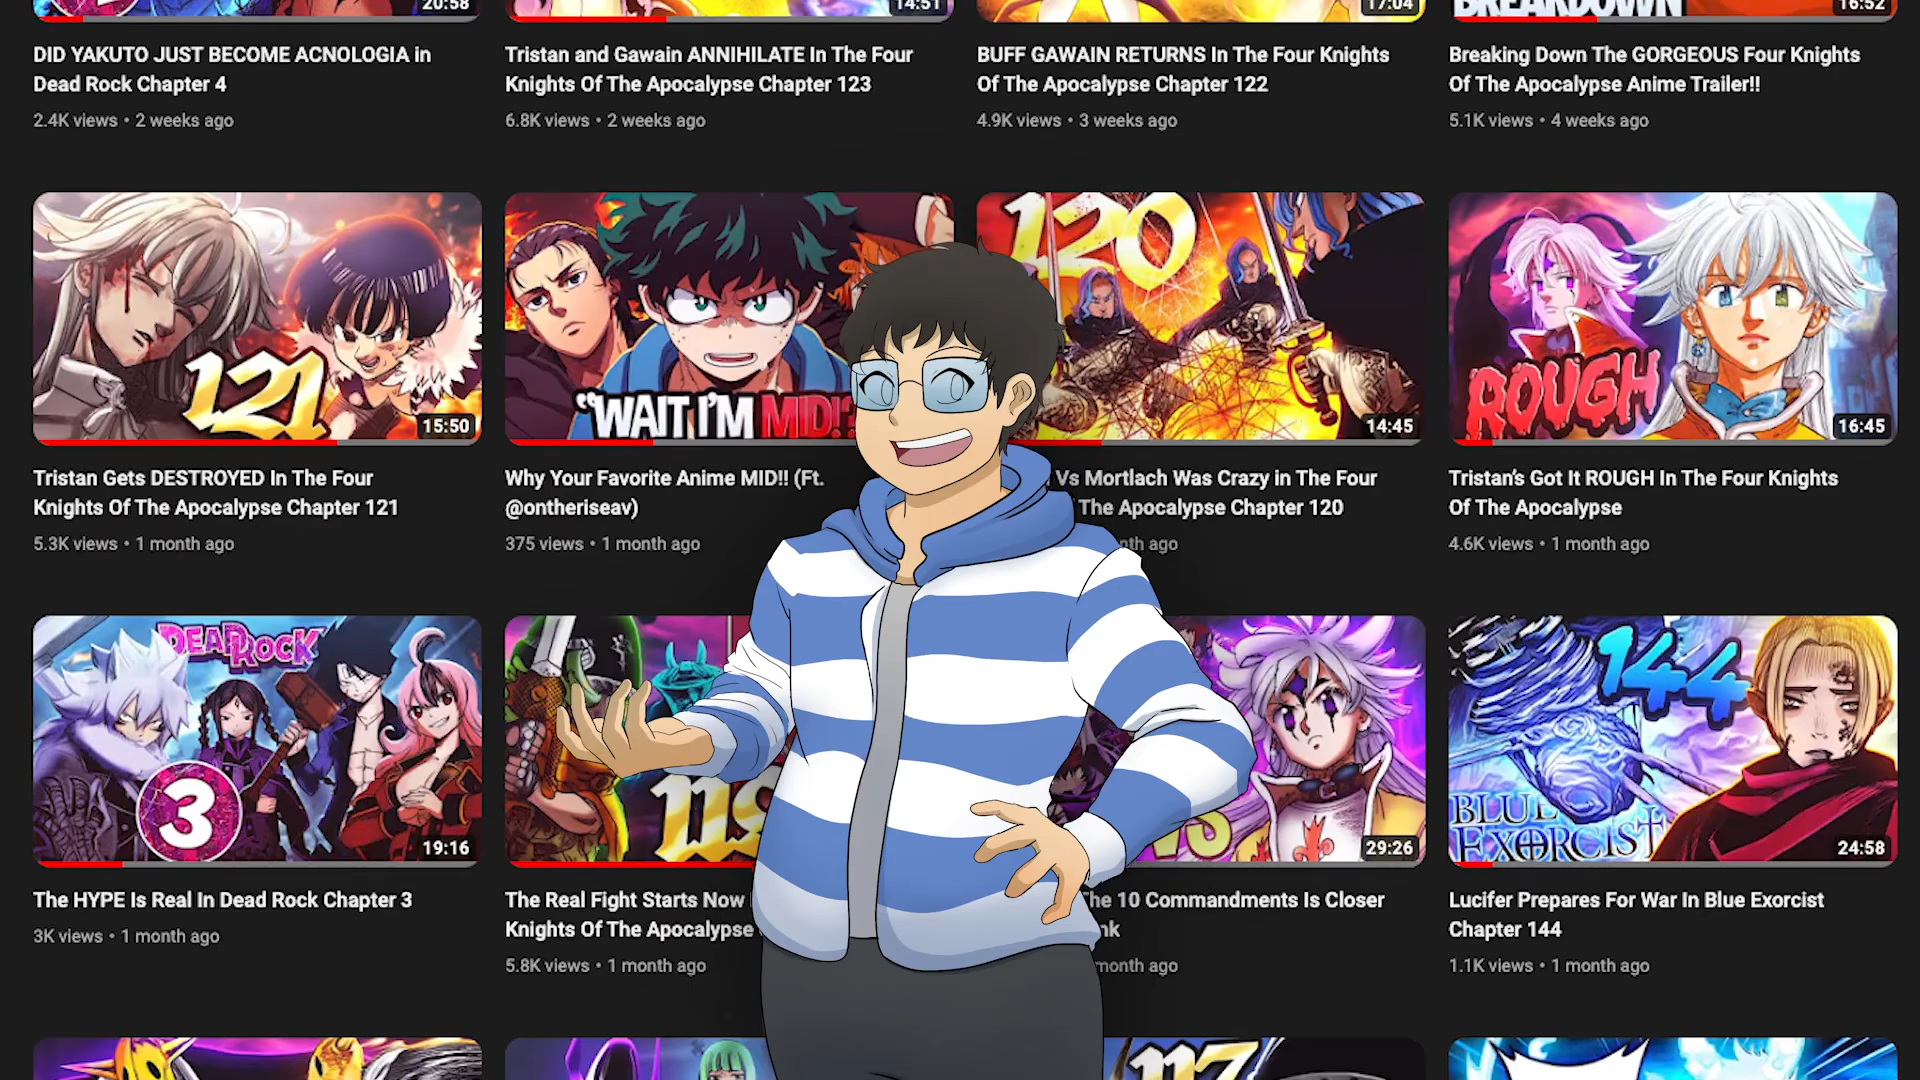 20:58
14:51
17:04
BREAKDOWN
16:52
DID YAKUTO JUST BECOME ACNOLOGIA in
Dead Rock Chapter 4
2.4K views • 2 weeks ago
Tristan and Gawain ANNIHILATE In The Four
Knights Of The Apocalypse Chapter 123
6.8K views • 2 weeks ago
BUFF GAWAIN RETURNS In The Four Knights
Of The Apocalypse Chapter 122
4.9K views • 3 weeks ago
Breaking Down The GORGEOUS Four Knights
Of The Apocalypse Anime Trailer!!
5.1K views • 4 weeks ago
121
15:50
"WAIT I'M MID!?
120
14:45
ROUGH
16:45
Tristan Gets DESTROYED In The Four
Knights Of The Apocalypse Chapter 121
5.3K views • 1 month ago
Why Your Favorite Anime MID!! (Ft.
@ontheriseav)
375 views • 1 month ago
Vs Mortlach Was Crazy in The Four
The Apocalypse Chapter 120
nth ago
Tristan's Got It ROUGH In The Four Knights
Of The Apocalypse
4.6K views • 1 month ago
DEAD ROCK
3
19:16
119
VS
29:26
144
BLUE
EXORCIST
24:58
The HYPE Is Real In Dead Rock Chapter 3
3K views • 1 month ago
The Real Fight Starts Now
Knights Of The Apocalypse
5.8K views • 1 month ago
The 10 Commandments Is Closer
nk
month ago
Lucifer Prepares For War In Blue Exorcist
Chapter 144
1.1K views • 1 month ago
117